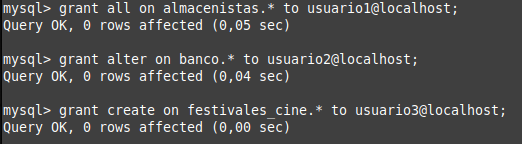 mysql> grant all on almacenistas.* to usuario1@localhost;
Query OK, 0 rows affected (0,05 sec)
mysql> grant alter on banco.* to usuario2@localhost;
Query OK, 0 rows affected (0,04 sec)
mysql> grant create on festivales_cine.* to usuario3@localhost;
Query OK, 0 rows affected (0,00 sec)